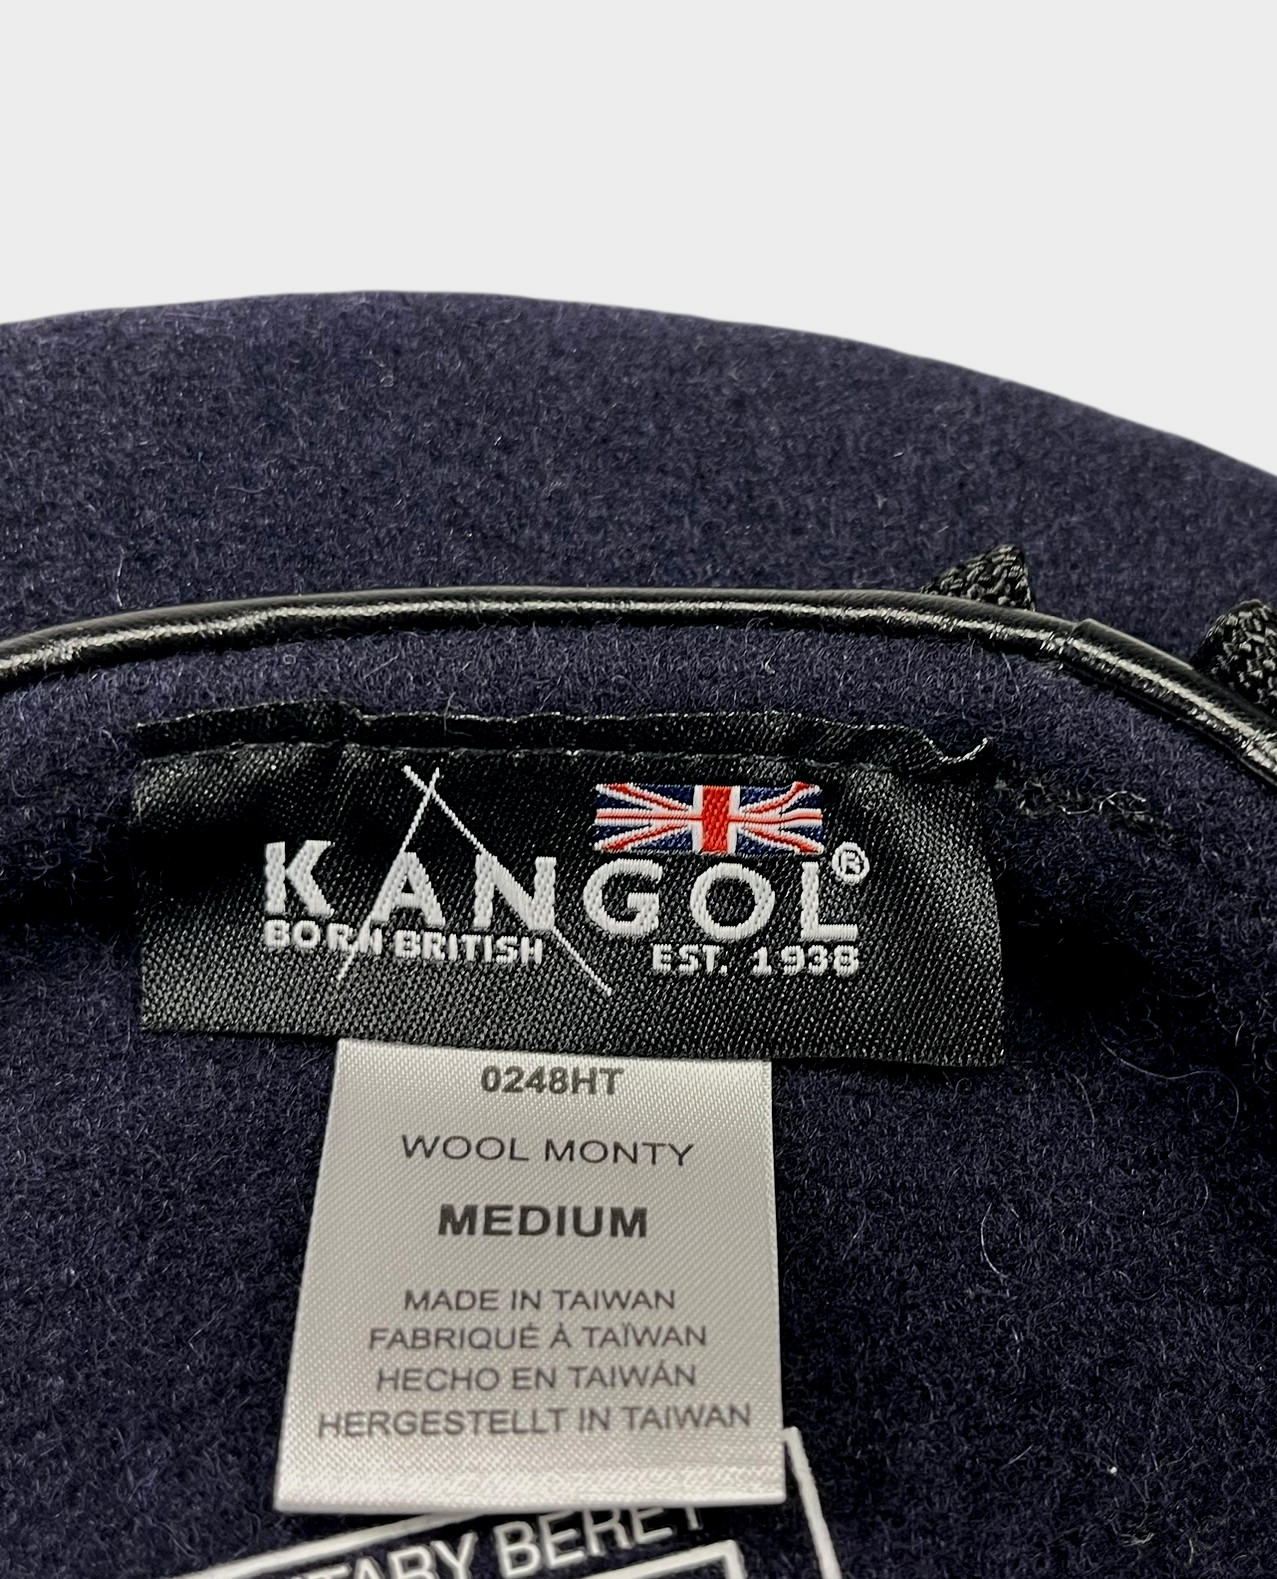 KANGOL®
BORN BRITISH EST. 1938
0248HT
WOOL MONTY
MEDIUM
MADE IN TAIWAN
FABRIQUÉ À TAÏWAN
HECHO EN TAIWÁN
HERGESTELLT IN TAIWAN
BERET